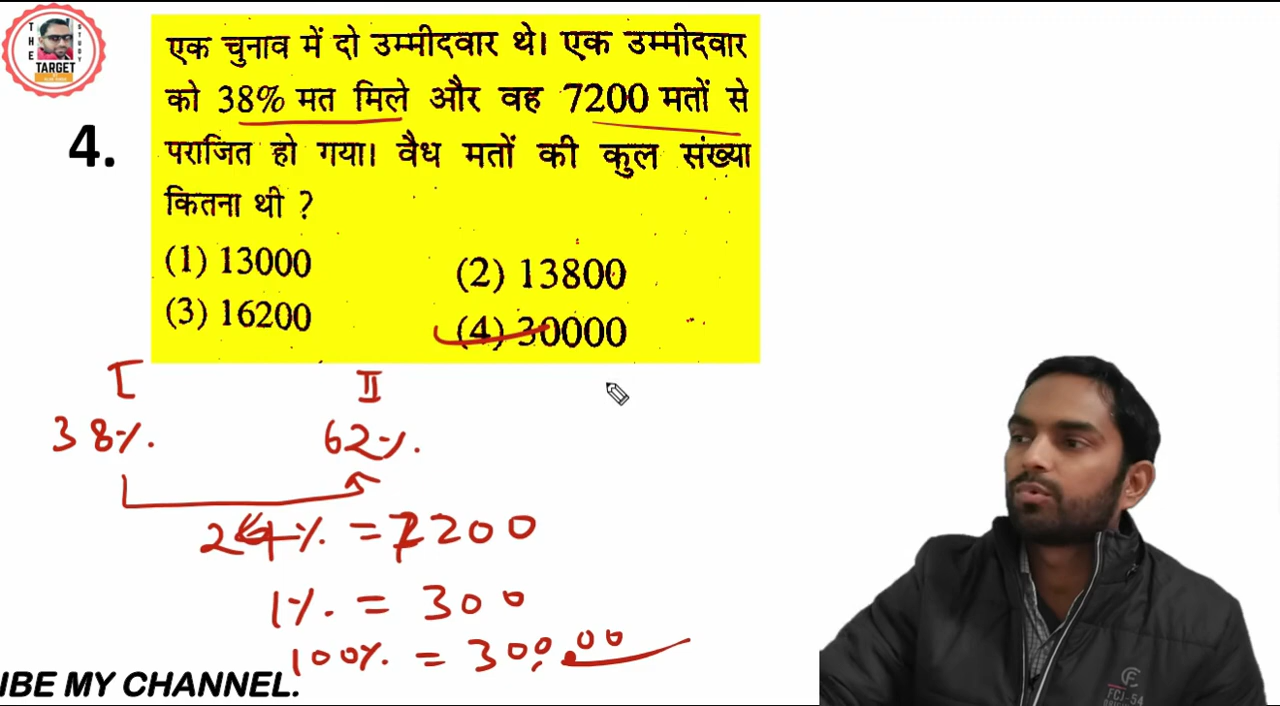 THE TARGET STUDY
4.
एक चुनाव में दो उम्मीदवार थे। एक उम्मीदवार
को 38% मत मिले और वह 7200 मतों से
पराजित हो गया। वैध मतों की कुल संख्या
कितना थी ?
(1) 13000 (2) 13800
(3) 16200 (4) 30000
I II
38% 62%
24% = 7200
1% = 300
100% = 30000
IBE MY CHANNEL.
FCJ-54